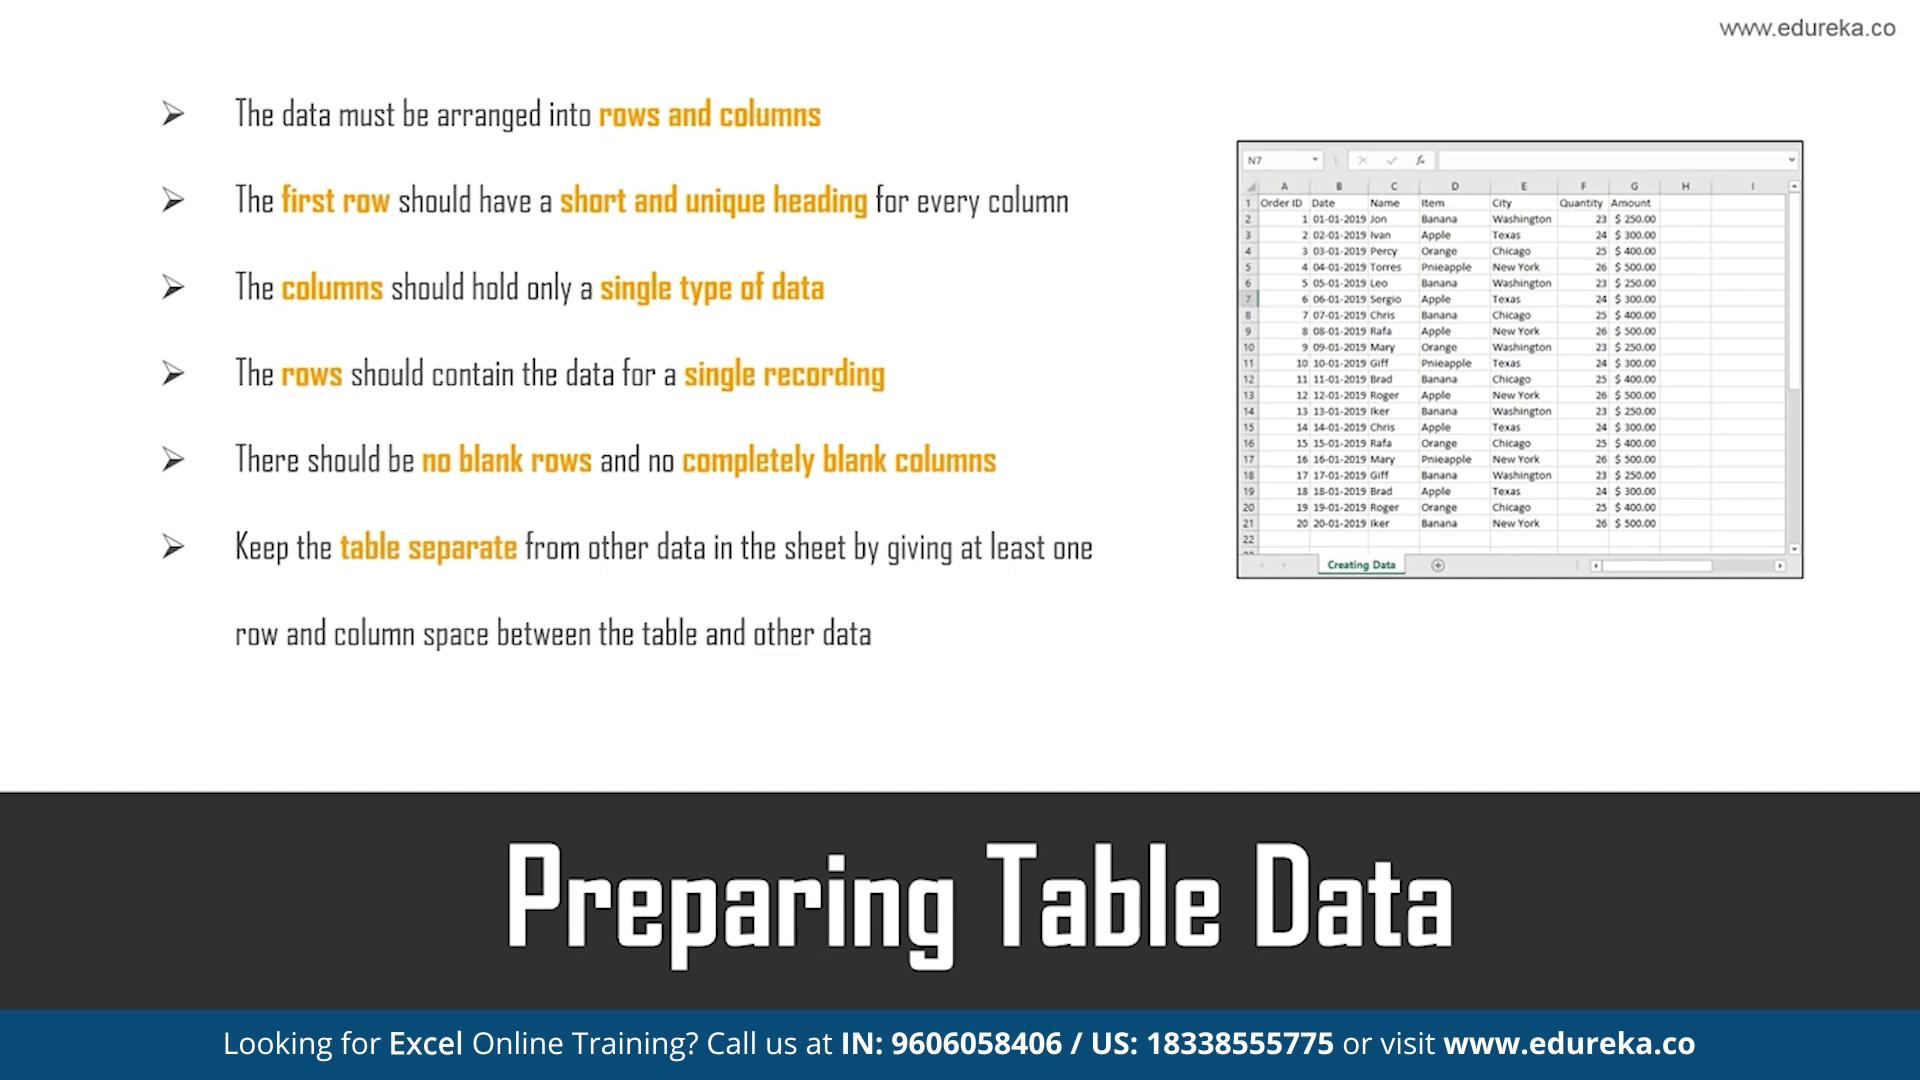 www.edureka.co
The data must be arranged into rows and columns
The first row should have a short and unique heading for every column
The columns should hold only a single type of data
The rows should contain the data for a single recording
There should be no blank rows and no completely blank columns
Keep the table separate from other data in the sheet by giving at least one
row and column space between the table and other data
N7 fx
A B C D E F G H I
1 Order ID Date Name Item City Quantity Amount
2 1 01-01-2019 Jon Banana Washington 23 $ 250.00
3 2 02-01-2019 Ivan Apple Texas 24 $ 300.00
4 3 03-01-2019 Percy Orange Chicago 25 $ 400.00
5 4 04-01-2019 Torres Pnieapple New York 26 $ 500.00
6 5 05-01-2019 Leo Banana Washington 23 $ 250.00
7 6 06-01-2019 Sergio Apple Texas 24 $ 300.00
8 7 07-01-2019 Chris Banana Chicago 25 $ 400.00
9 8 08-01-2019 Rafa Apple New York 26 $ 500.00
10 9 09-01-2019 Mary Orange Washington 23 $ 250.00
11 10 10-01-2019 Giff Pnieapple Texas 24 $ 300.00
12 11 11-01-2019 Brad Banana Chicago 25 $ 400.00
13 12 12-01-2019 Roger Apple New York 26 $ 500.00
14 13 13-01-2019 Iker Banana Washington 23 $ 250.00
15 14 14-01-2019 Chris Apple Texas 24 $ 300.00
16 15 15-01-2019 Rafa Orange Chicago 25 $ 400.00
17 16 16-01-2019 Mary Pnieapple New York 26 $ 500.00
18 17 17-01-2019 Giff Banana Washington 23 $ 250.00
19 18 18-01-2019 Brad Apple Texas 24 $ 300.00
20 19 19-01-2019 Roger Orange Chicago 25 $ 400.00
21 20 20-01-2019 Iker Banana New York 26 $ 500.00
22
Creating Data
Preparing Table Data
Looking for Excel Online Training? Call us at IN: 9606058406 / US: 18338555775 or visit www.edureka.co